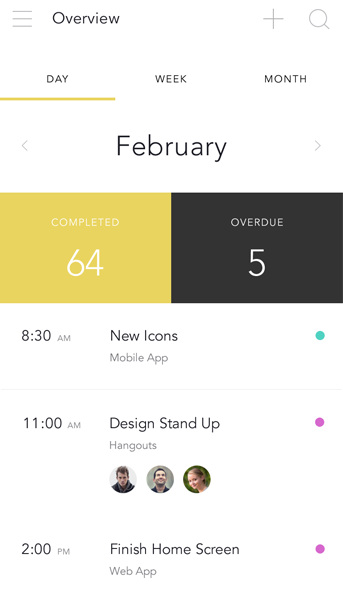 Overview
DAY WEEK MONTH
February
COMPLETED OVERDUE
64 5
8:30 AM New Icons
Mobile App
11:00 AM Design Stand Up
Hangouts
2:00 PM Finish Home Screen
Web App